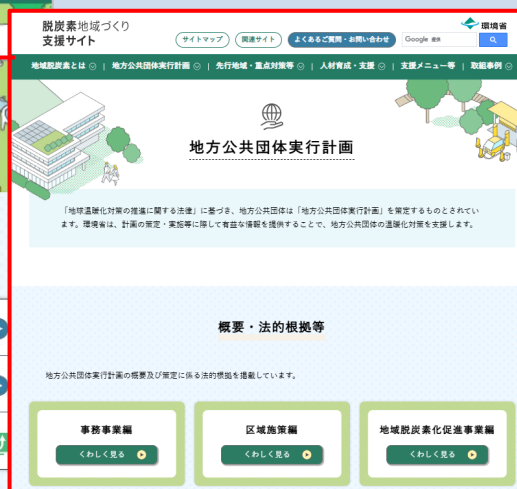 脱炭素地域づくり
支援サイト
サイトマップ
関連サイト
よくあるご質問・お問い合わせ
Google 提供
環境省
地域脱炭素とは | 地方公共団体実行計画 | 先行地域・重点対策等 | 人材育成・支援 | 支援メニュー等 | 取組事例
地方公共団体実行計画
「地球温暖化対策の推進に関する法律」に基づき、地方公共団体は「地方公共団体実行計画」を策定するものとされてい
ます。環境省は、計画の策定・実施等に際して有益な情報を提供することで、地方公共団体の温暖化対策を支援します。
概要・法的根拠等
地方公共団体実行計画の概要及び策定に係る法的根拠を掲載しています。
事務事業編
くわしく見る
区域施策編
くわしく見る
地域脱炭素化促進事業編
くわしく見る